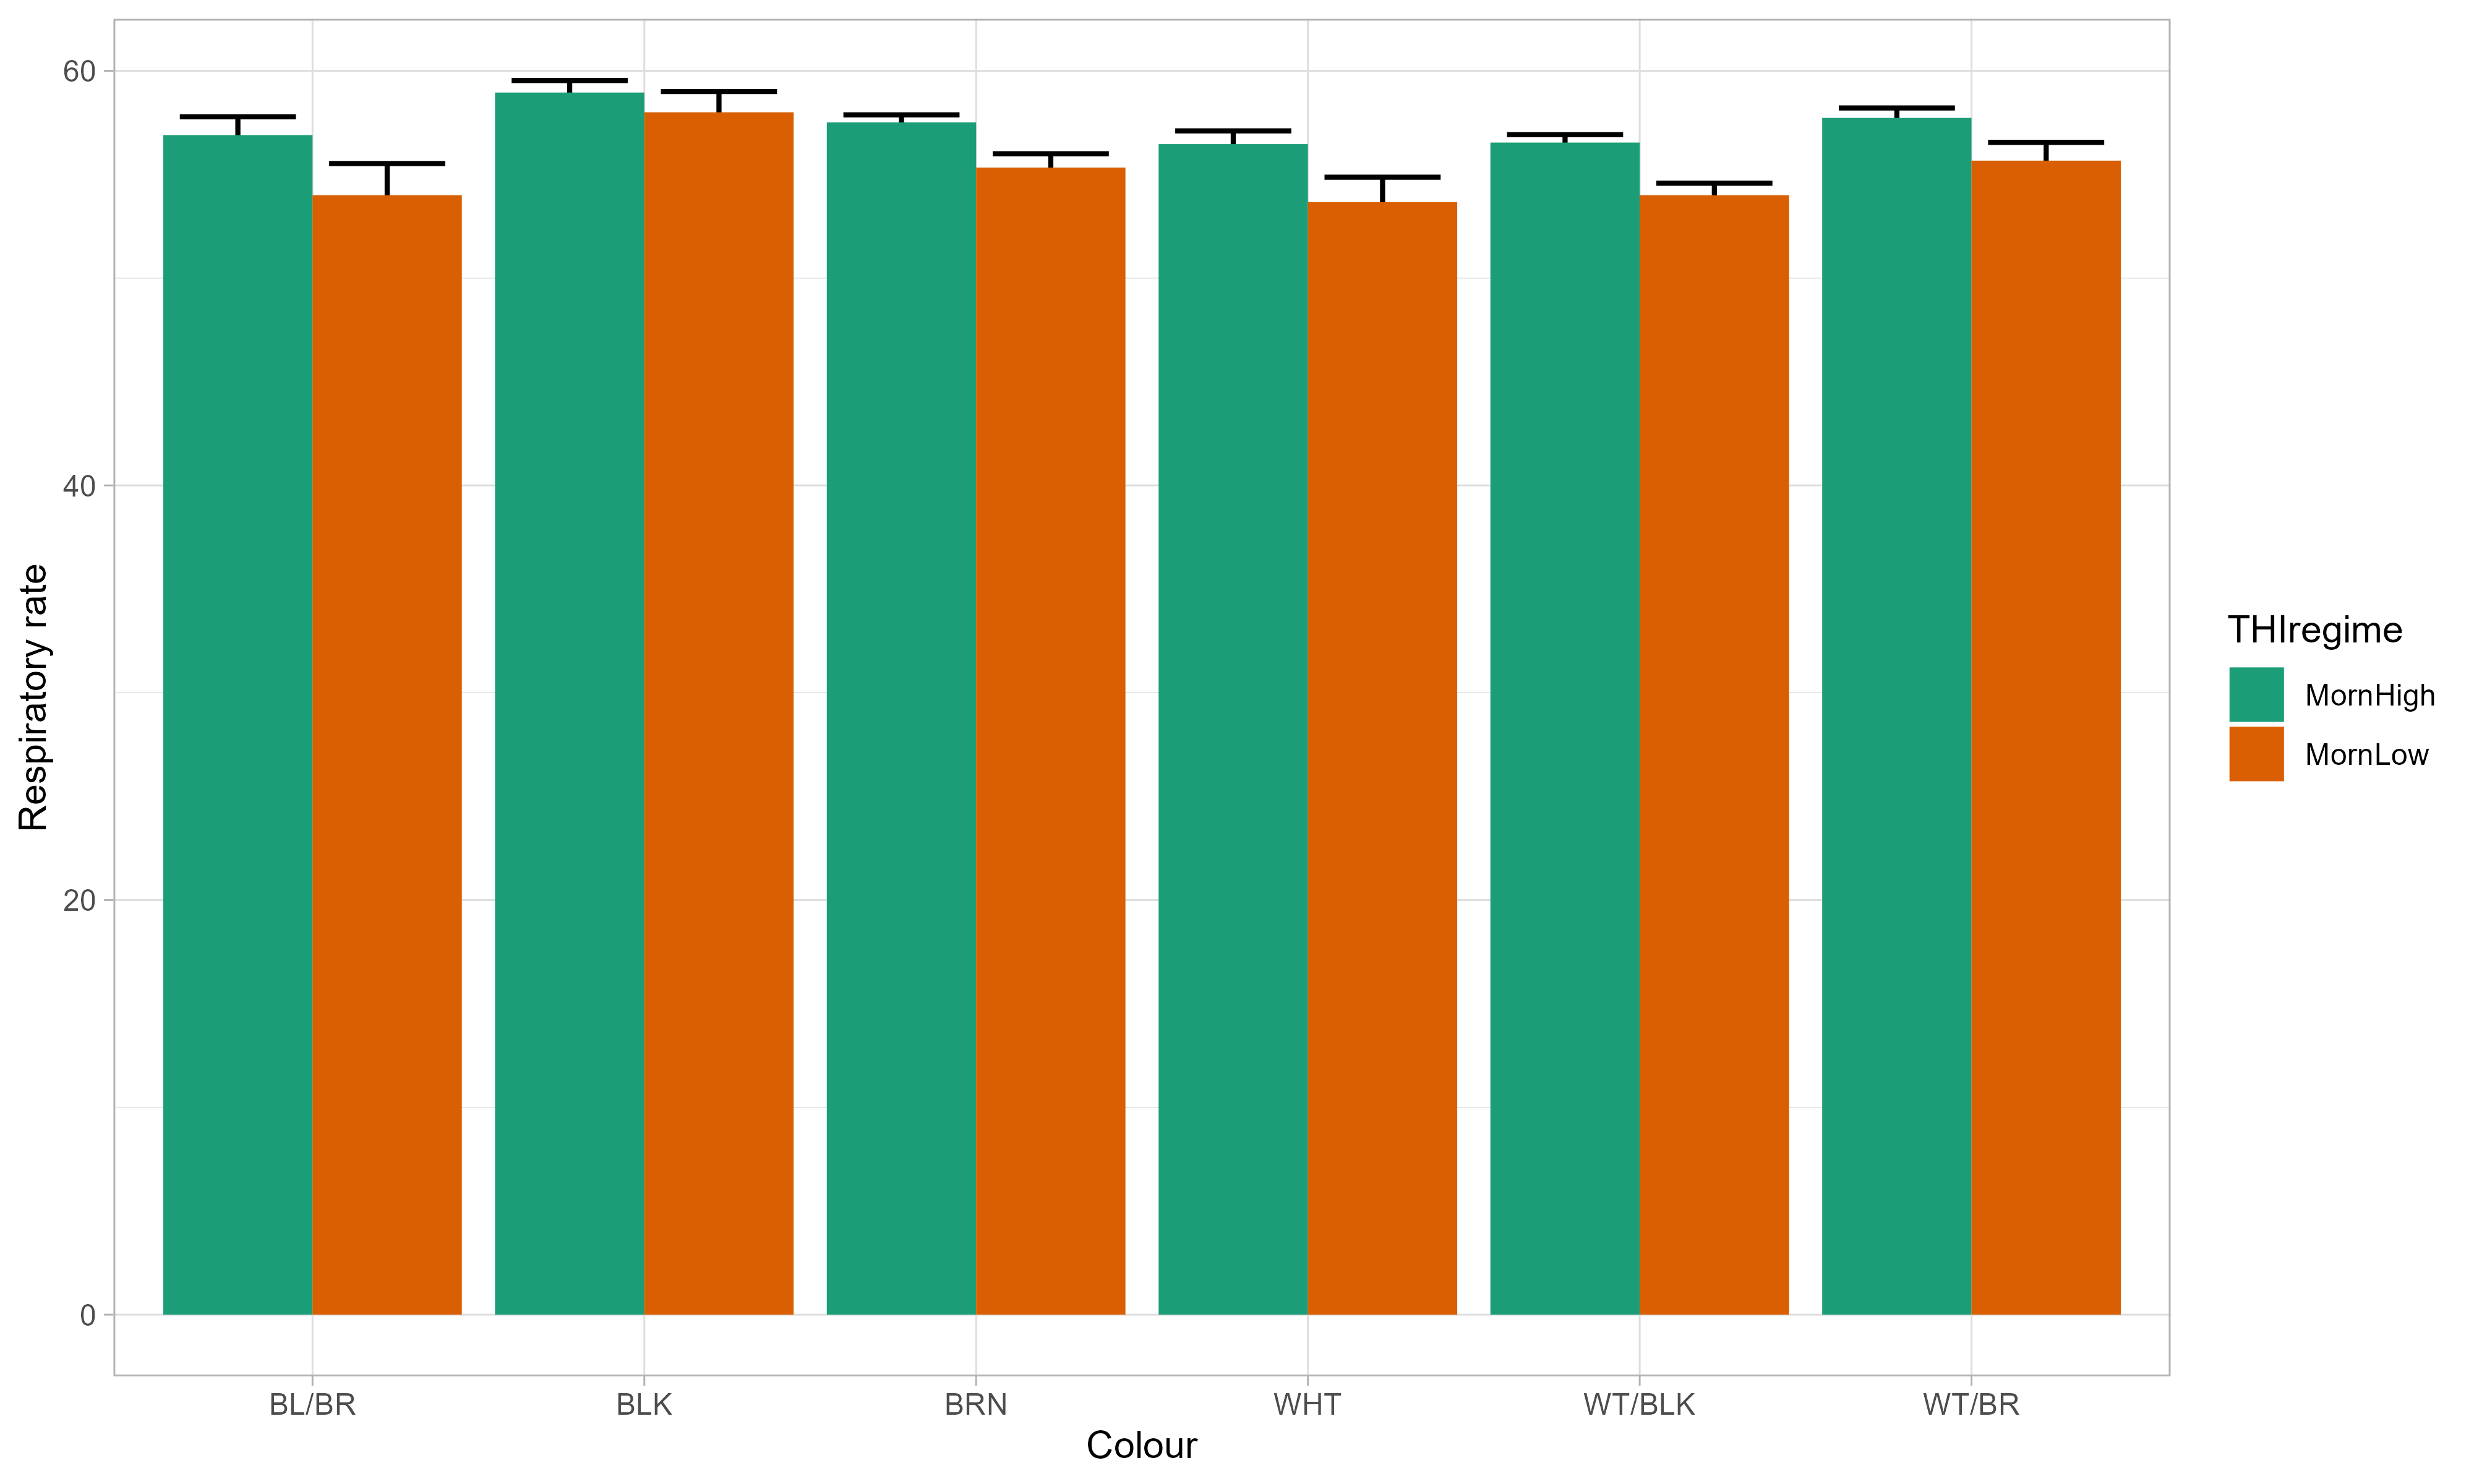 60
40
20
0
Respiratory rate
BL/BR
BLK
BRN
WHT
WT/BLK
WT/BR
Colour
THIregime
MornHigh
MornLow